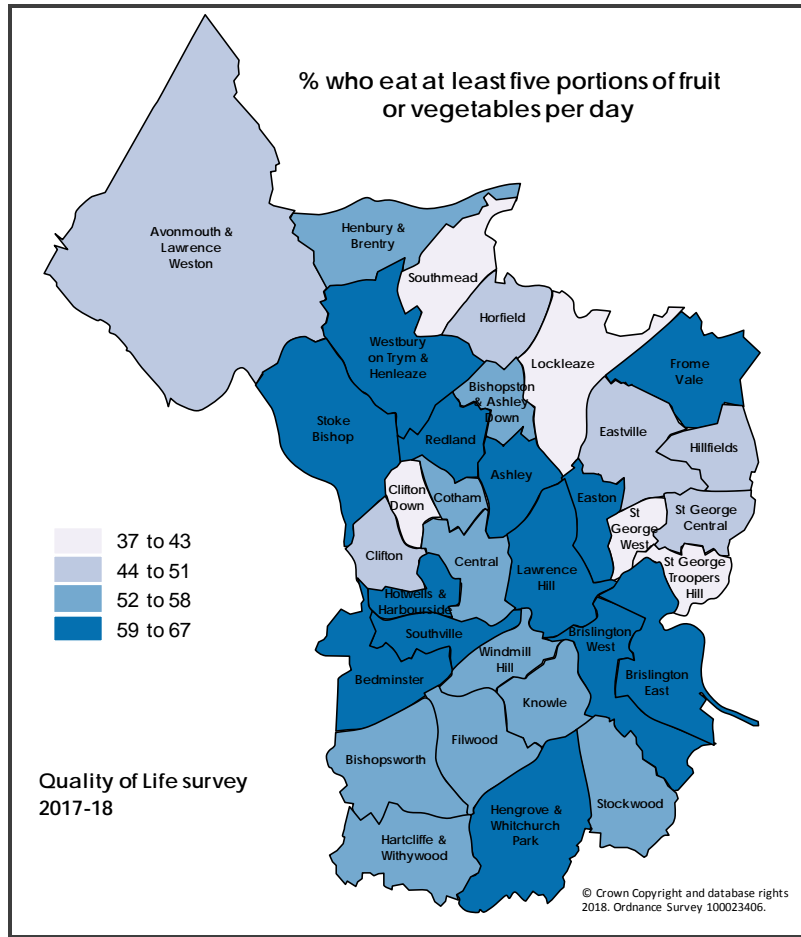 % who eat at least five portions of fruit
or vegetables per day
Avonmouth &
Lawrence
Weston
Henbury &
Brentry
Southmead
Horfield
Westbury
on Trym &
Henleaze
Lockleaze
Frome
Vale
Bishopston
& Ashley
Down
Stoke
Bishop
Redland
Eastville
Hillfields
Ashley
Clifton
Down
Cotham
Easton
St
George
West
St George
Central
Clifton
Central
Lawrence
Hill
St George
Troopers
Hill
Hotwells &
Harbourside
Southville
Brislington
West
Windmill
Hill
Bedminster
Brislington
East
Knowle
Filwood
Bishopsworth
Stockwood
Hengrove &
Whitchurch
Park
Hartcliffe &
Withywood
37 to 43
44 to 51
52 to 58
59 to 67
Quality of Life survey
2017-18
© Crown Copyright and database rights
2018. Ordnance Survey 100023406.